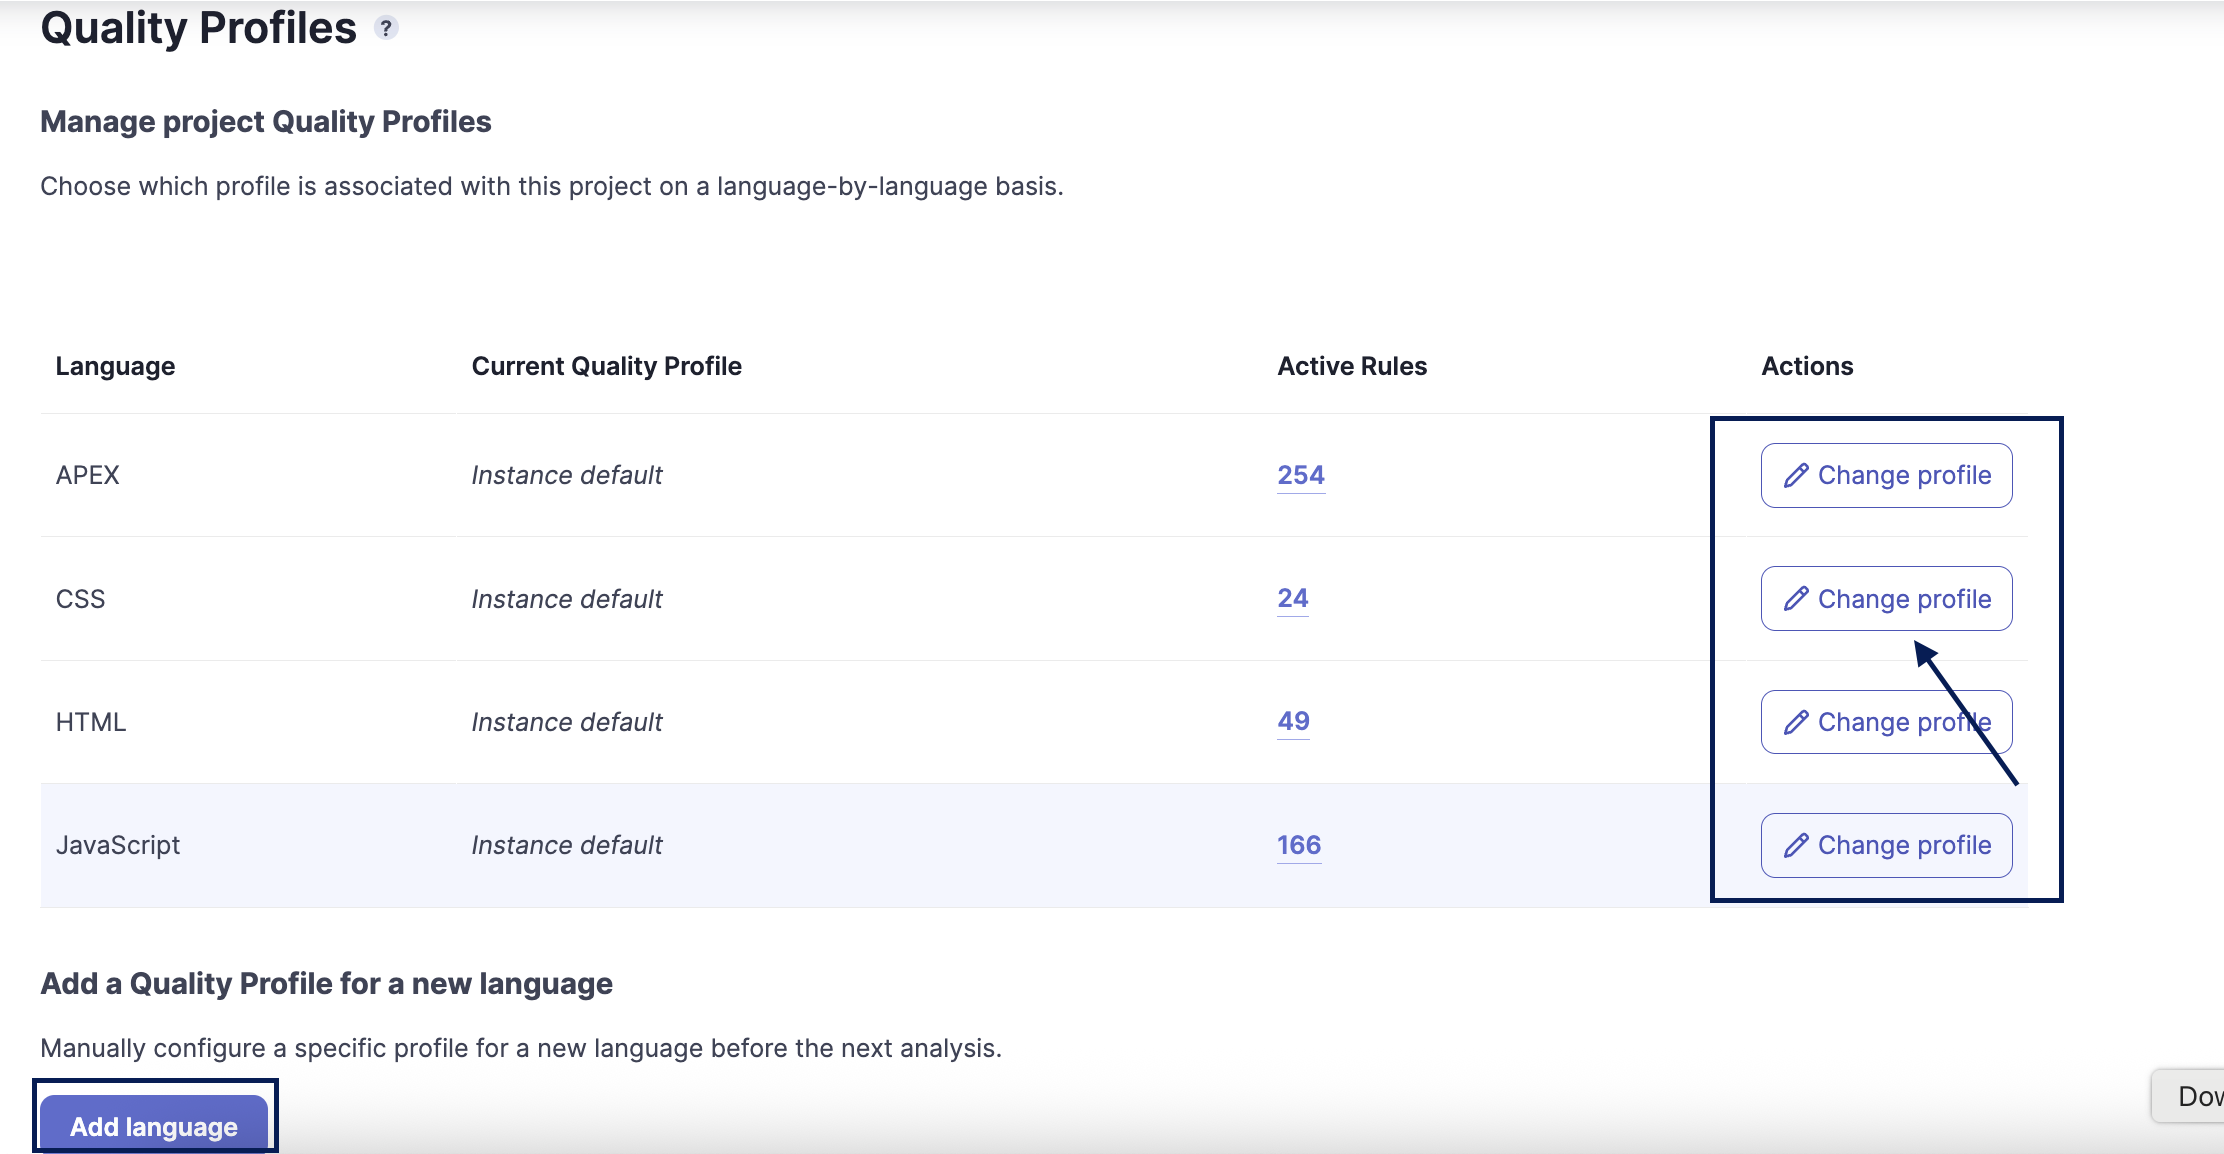 Quality Profiles ?
Manage project Quality Profiles
Choose which profile is associated with this project on a language-by-language basis.
Language Current Quality Profile Active Rules Actions
APEX Instance default 254 Change profile
CSS Instance default 24 Change profile
HTML Instance default 49 Change profile
JavaScript Instance default 166 Change profile
Add a Quality Profile for a new language
Manually configure a specific profile for a new language before the next analysis.
Add language